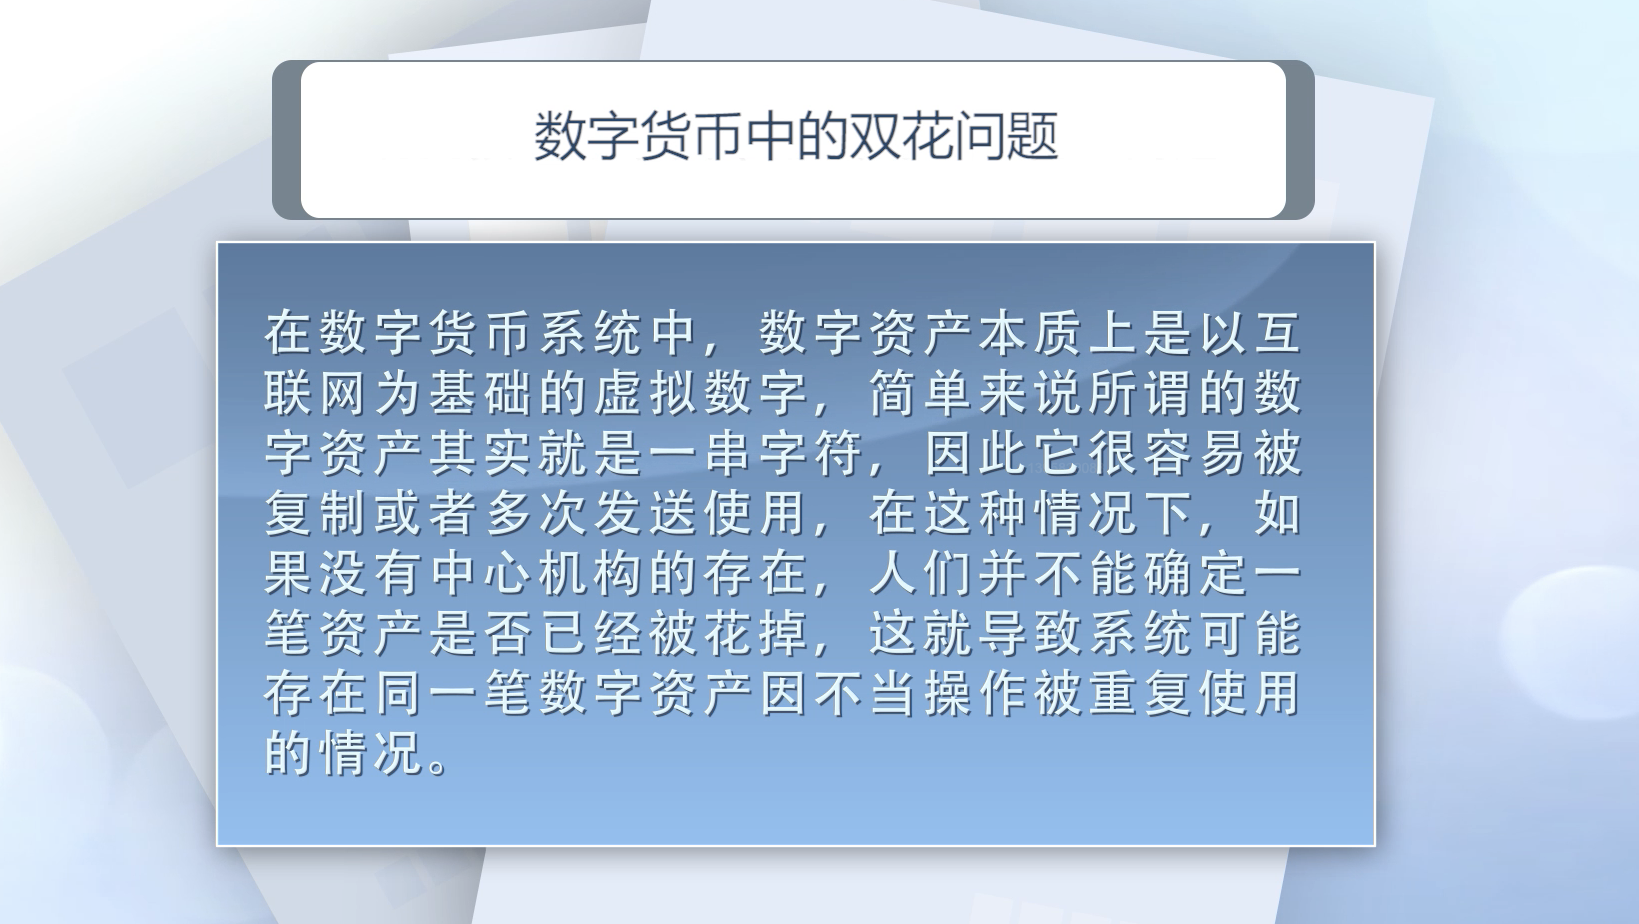 数字货币中的双花问题
在数字货币系统中，数字资产本质上是以互
联网为基础的虚拟数字，简单来说所谓的数
字资产其实就是一串字符，因此它很容易被
复制或者多次发送使用，在这种情况下，如
果没有中心机构的存在，人们并不能确定一
笔资产是否已经被花掉，这就导致系统可能
存在同一笔数字资产因不当操作被重复使用
的情况。